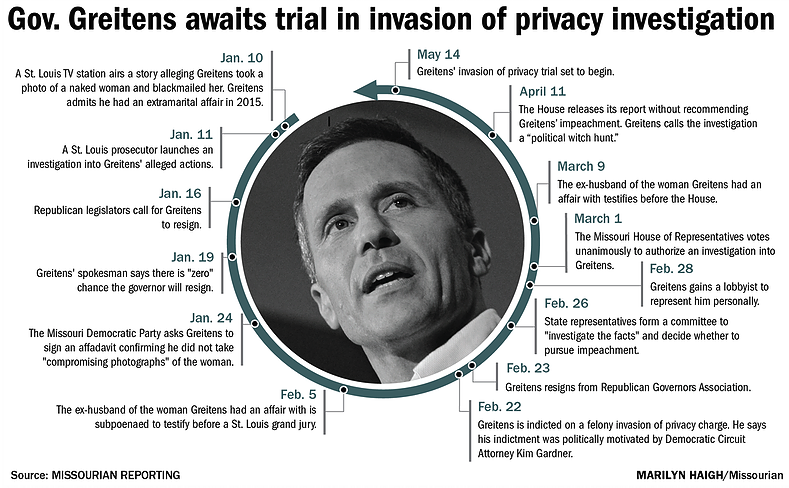 Gov. Greitens awaits trial in invasion of privacy investigation
Jan. 10
A St. Louis TV station airs a story alleging Greitens took a
photo of a naked woman and blackmailed her. Greitens
admits he had an extramarital affair in 2015.
Jan. 11
A St. Louis prosecutor launches an
investigation into Greitens' alleged actions.
Jan. 16
Republican legislators call for Greitens
to resign.
Jan. 19
Greitens' spokesman says there is "zero"
chance the governor will resign.
Jan. 24
The Missouri Democratic Party asks Greitens to
sign an affadavit confirming he did not take
"compromising photographs" of the woman.
Feb. 5
The ex-husband of the woman Greitens had an affair with is
subpoenaed to testify before a St. Louis grand jury.
Feb. 22
Greitens is indicted on a felony invasion of privacy charge. He says
his indictment was politically motivated by Democratic Circuit
Attorney Kim Gardner.
Feb. 23
Greitens resigns from Republican Governors Association.
Feb. 26
State representatives form a committee to
"investigate the facts" and decide whether to
pursue impeachment.
Feb. 28
Greitens gains a lobbyist to
represent him personally.
March 1
The Missouri House of Representatives votes
unanimously to authorize an investigation into
Greitens.
March 9
The ex-husband of the woman Greitens had an
affair with testifies before the House.
April 11
The House releases its report without recommending
Greitens' impeachment. Greitens calls the investigation
a "political witch hunt."
May 14
Greitens' invasion of privacy trial set to begin.
Source: MISSOURIAN REPORTING
MARILYN HAIGH/Missourian